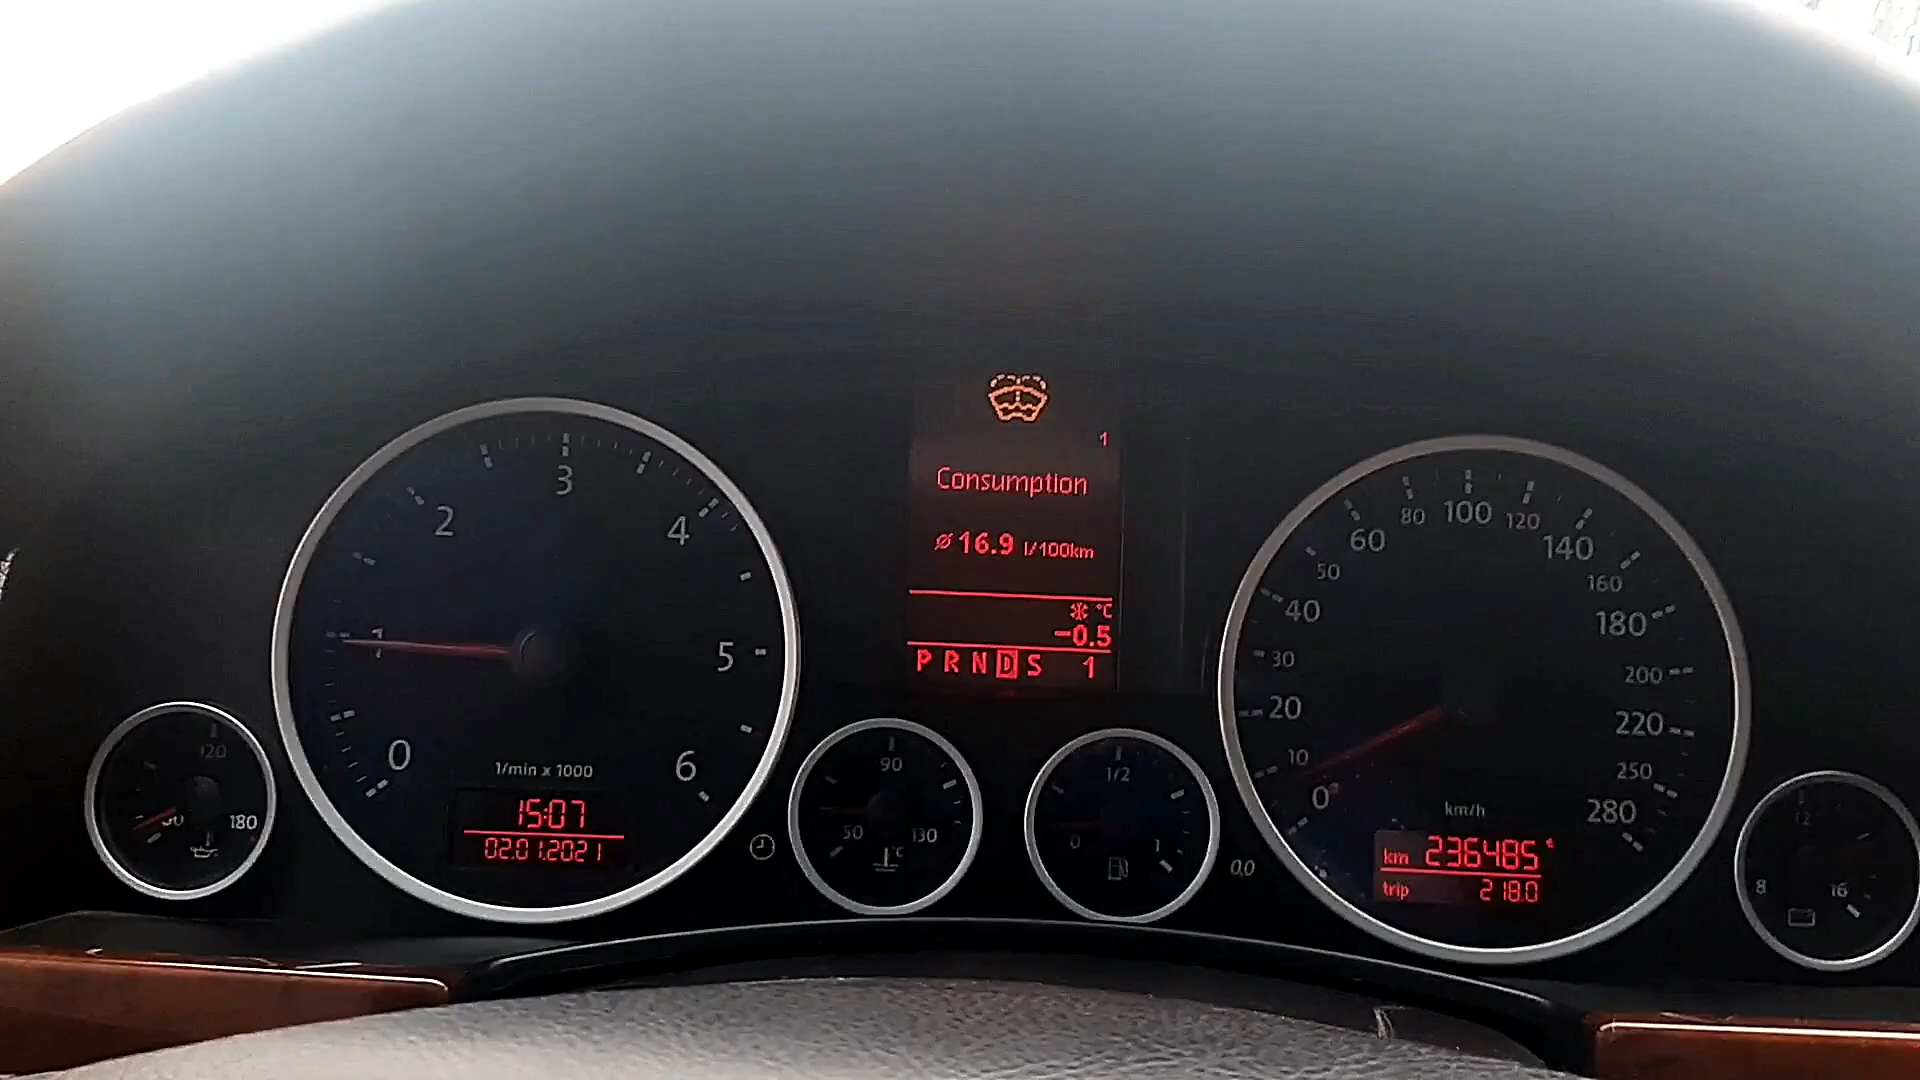 1
Consumption
Ø 16.9 l/100km
°C
-0.5
P R N D S 1
0 1 2 3 4 5 6
1/min x 1000
15:07
02.01.2021
120
180
50 90 130
°C
0 1/2 1
0,0
0 10 20 30 40 50 60 80 100 120 140 160 180 200 220 250 280
km/h
km 236485
trip 218.0
8 12 16